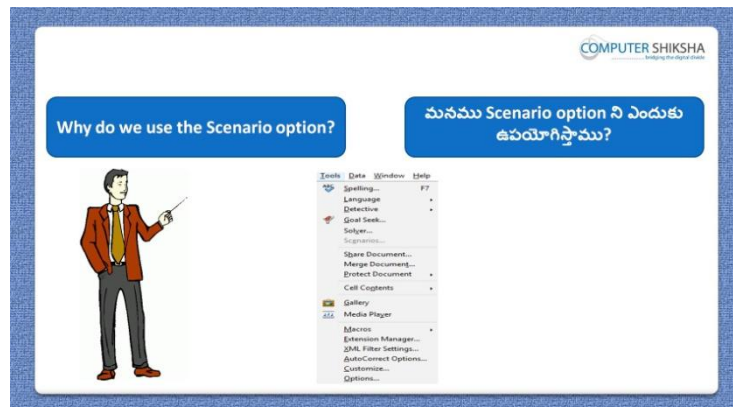 COMPUTER SHIKSHA
bridging the digital divide
Why do we use the Scenario option?
మనము Scenario option ని ఎందుకు
ఉపయోగిస్తాము?
Tools Data Window Help
Spelling... F7
Language
Detective
Goal Seek...
Solver...
Scenarios...
Share Document...
Merge Document...
Protect Document
Cell Contents
Gallery
Media Player
Macros
Extension Manager...
XML Filter Settings...
AutoCorrect Options...
Customize...
Options...